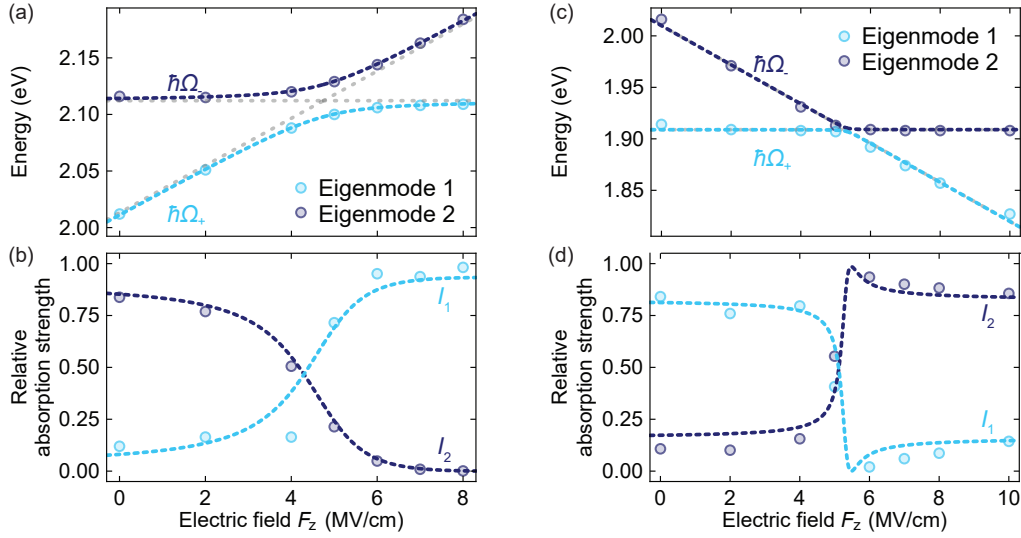 (a)
Energy (eV)
2.15
2.10
2.05
2.00
ℏΩ₋
ℏΩ₊
Eigenmode 1
Eigenmode 2
(b)
Relative
absorption strength
1.00
0.75
0.50
0.25
0.00
I₁
I₂
0 2 4 6 8
Electric field F_z (MV/cm)
(c)
Energy (eV)
2.00
1.95
1.90
1.85
ℏΩ₋
ℏΩ₊
Eigenmode 1
Eigenmode 2
(d)
Relative
absorption strength
1.00
0.75
0.50
0.25
0.00
I₂
I₁
0 2 4 6 8 10
Electric field F_z (MV/cm)